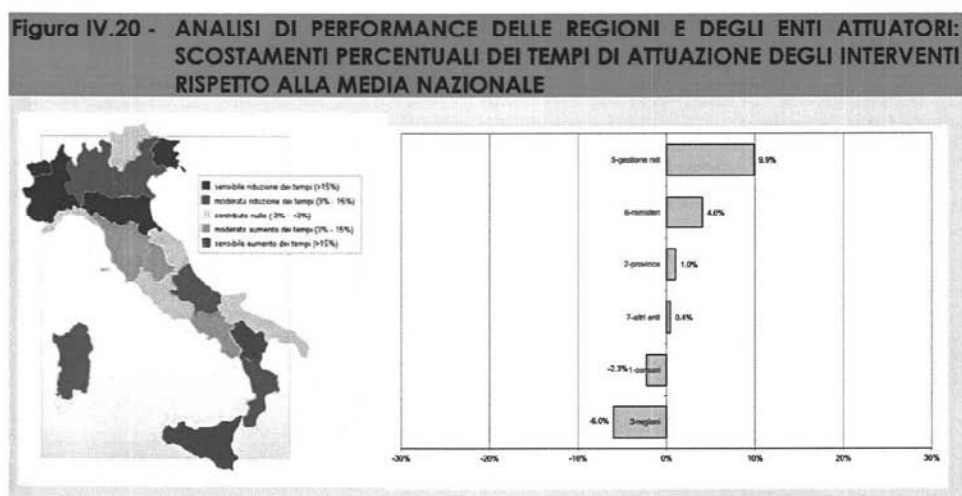 Figura IV.20 - ANALISI DI PERFORMANCE DELLE REGIONI E DEGLI ENTI ATTUATORI:
SCOSTAMENTI PERCENTUALI DEI TEMPI DI ATTUAZIONE DEGLI INTERVENTI
RISPETTO ALLA MEDIA NAZIONALE
sensibile riduzione dei tempi (>15%)
moderata riduzione dei tempi (3% - 15%)
contributo nullo (-3% - +3%)
moderato aumento dei tempi (3% - 15%)
sensibile aumento dei tempi (>15%)
5-gestione reti
9.9%
6-ministeri
4.0%
2-province
1.0%
7-altri enti
0.4%
-2.3%
1-comuni
-6.0%
3-regioni
-30%
-20%
-10%
0%
10%
20%
30%